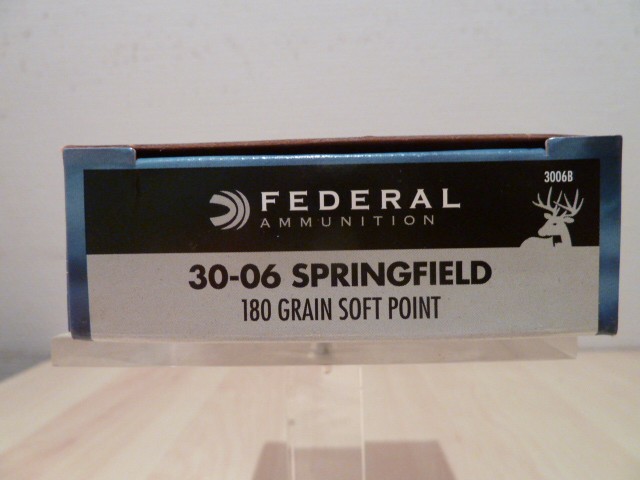 3006B
FEDERAL
AMMUNITION
30-06 SPRINGFIELD
180 GRAIN SOFT POINT